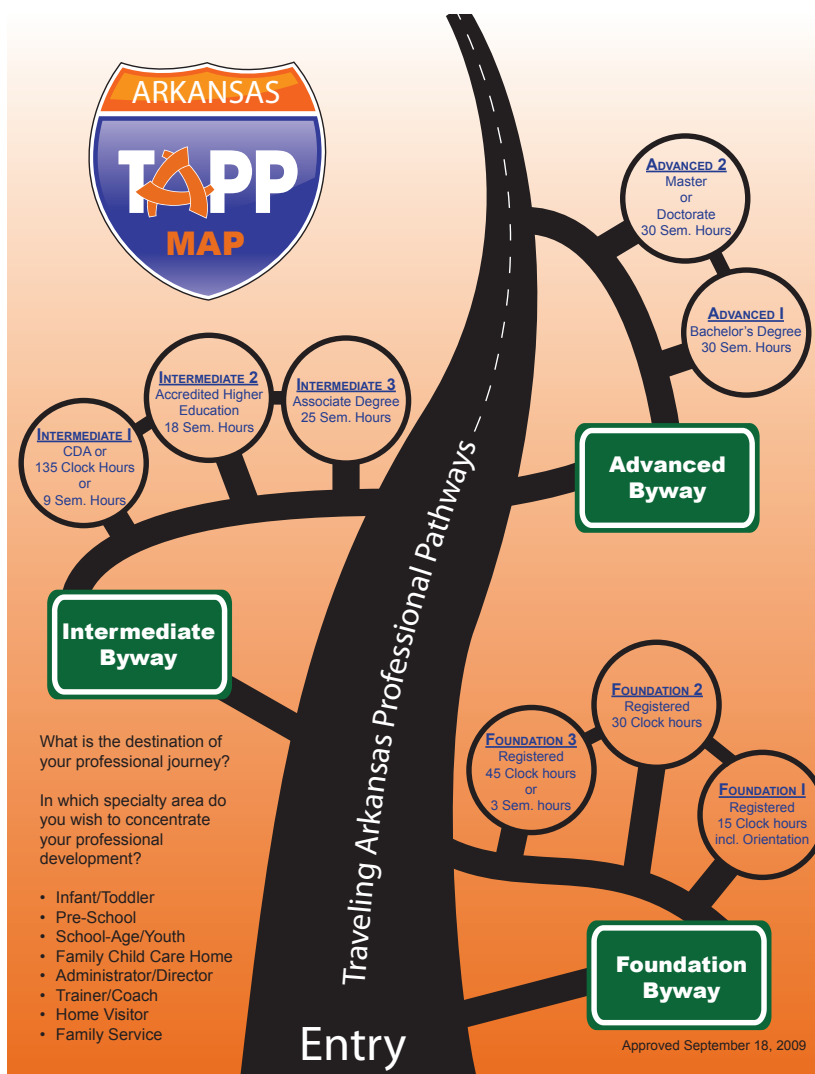 ARKANSAS
TAPP
MAP
ADVANCED 2
Master
or
Doctorate
30 Sem. Hours
ADVANCED I
Bachelor's Degree
30 Sem. Hours
INTERMEDIATE 2
Accredited Higher
Education
18 Sem. Hours
INTERMEDIATE 3
Associate Degree
25 Sem. Hours
INTERMEDIATE I
CDA or
135 Clock Hours
or
9 Sem. Hours
Advanced
Byway
Intermediate
Byway
Traveling Arkansas Professional Pathways
FOUNDATION 2
Registered
30 Clock hours
FOUNDATION 3
Registered
45 Clock hours
or
3 Sem. hours
FOUNDATION I
Registered
15 Clock hours
incl. Orientation
What is the destination of
your professional journey?
In which specialty area do
you wish to concentrate
your professional
development?
• Infant/Toddler
• Pre-School
• School-Age/Youth
• Family Child Care Home
• Administrator/Director
• Trainer/Coach
• Home Visitor
• Family Service
Foundation
Byway
Entry
Approved September 18, 2009